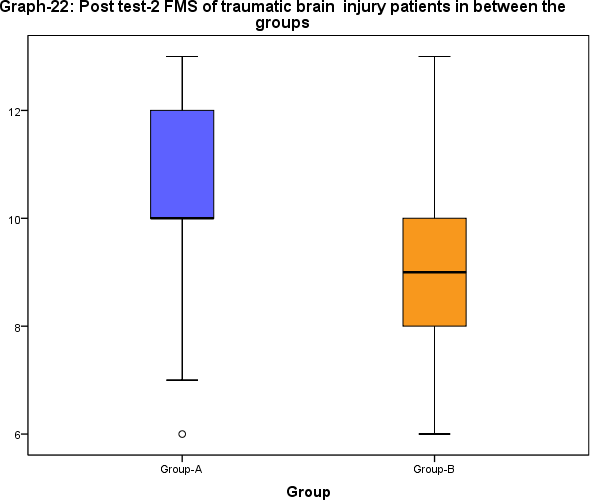 Graph-22: Post test-2 FMS of traumatic brain  injury patients in between the
groups
12
10
8
6
Group-A
Group-B
Group